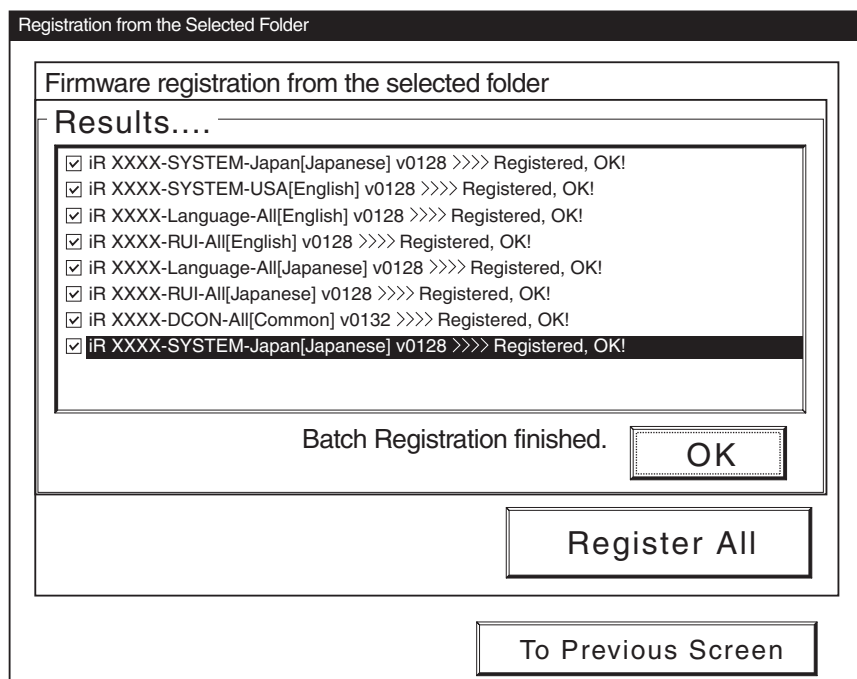 Registration from the Selected Folder
Firmware registration from the selected folder
Results....
iR XXXX-SYSTEM-Japan[Japanese] v0128 >>>> Registered, OK!
iR XXXX-SYSTEM-USA[English] v0128 >>>> Registered, OK!
iR XXXX-Language-All[English] v0128 >>>> Registered, OK!
iR XXXX-RUI-All[English] v0128 >>>> Registered, OK!
iR XXXX-Language-All[Japanese] v0128 >>>> Registered, OK!
iR XXXX-RUI-All[Japanese] v0128 >>>> Registered, OK!
iR XXXX-DCON-All[Common] v0132 >>>> Registered, OK!
iR XXXX-SYSTEM-Japan[Japanese] v0128 >>>> Registered, OK!
Batch Registration finished.
OK
Register All
To Previous Screen